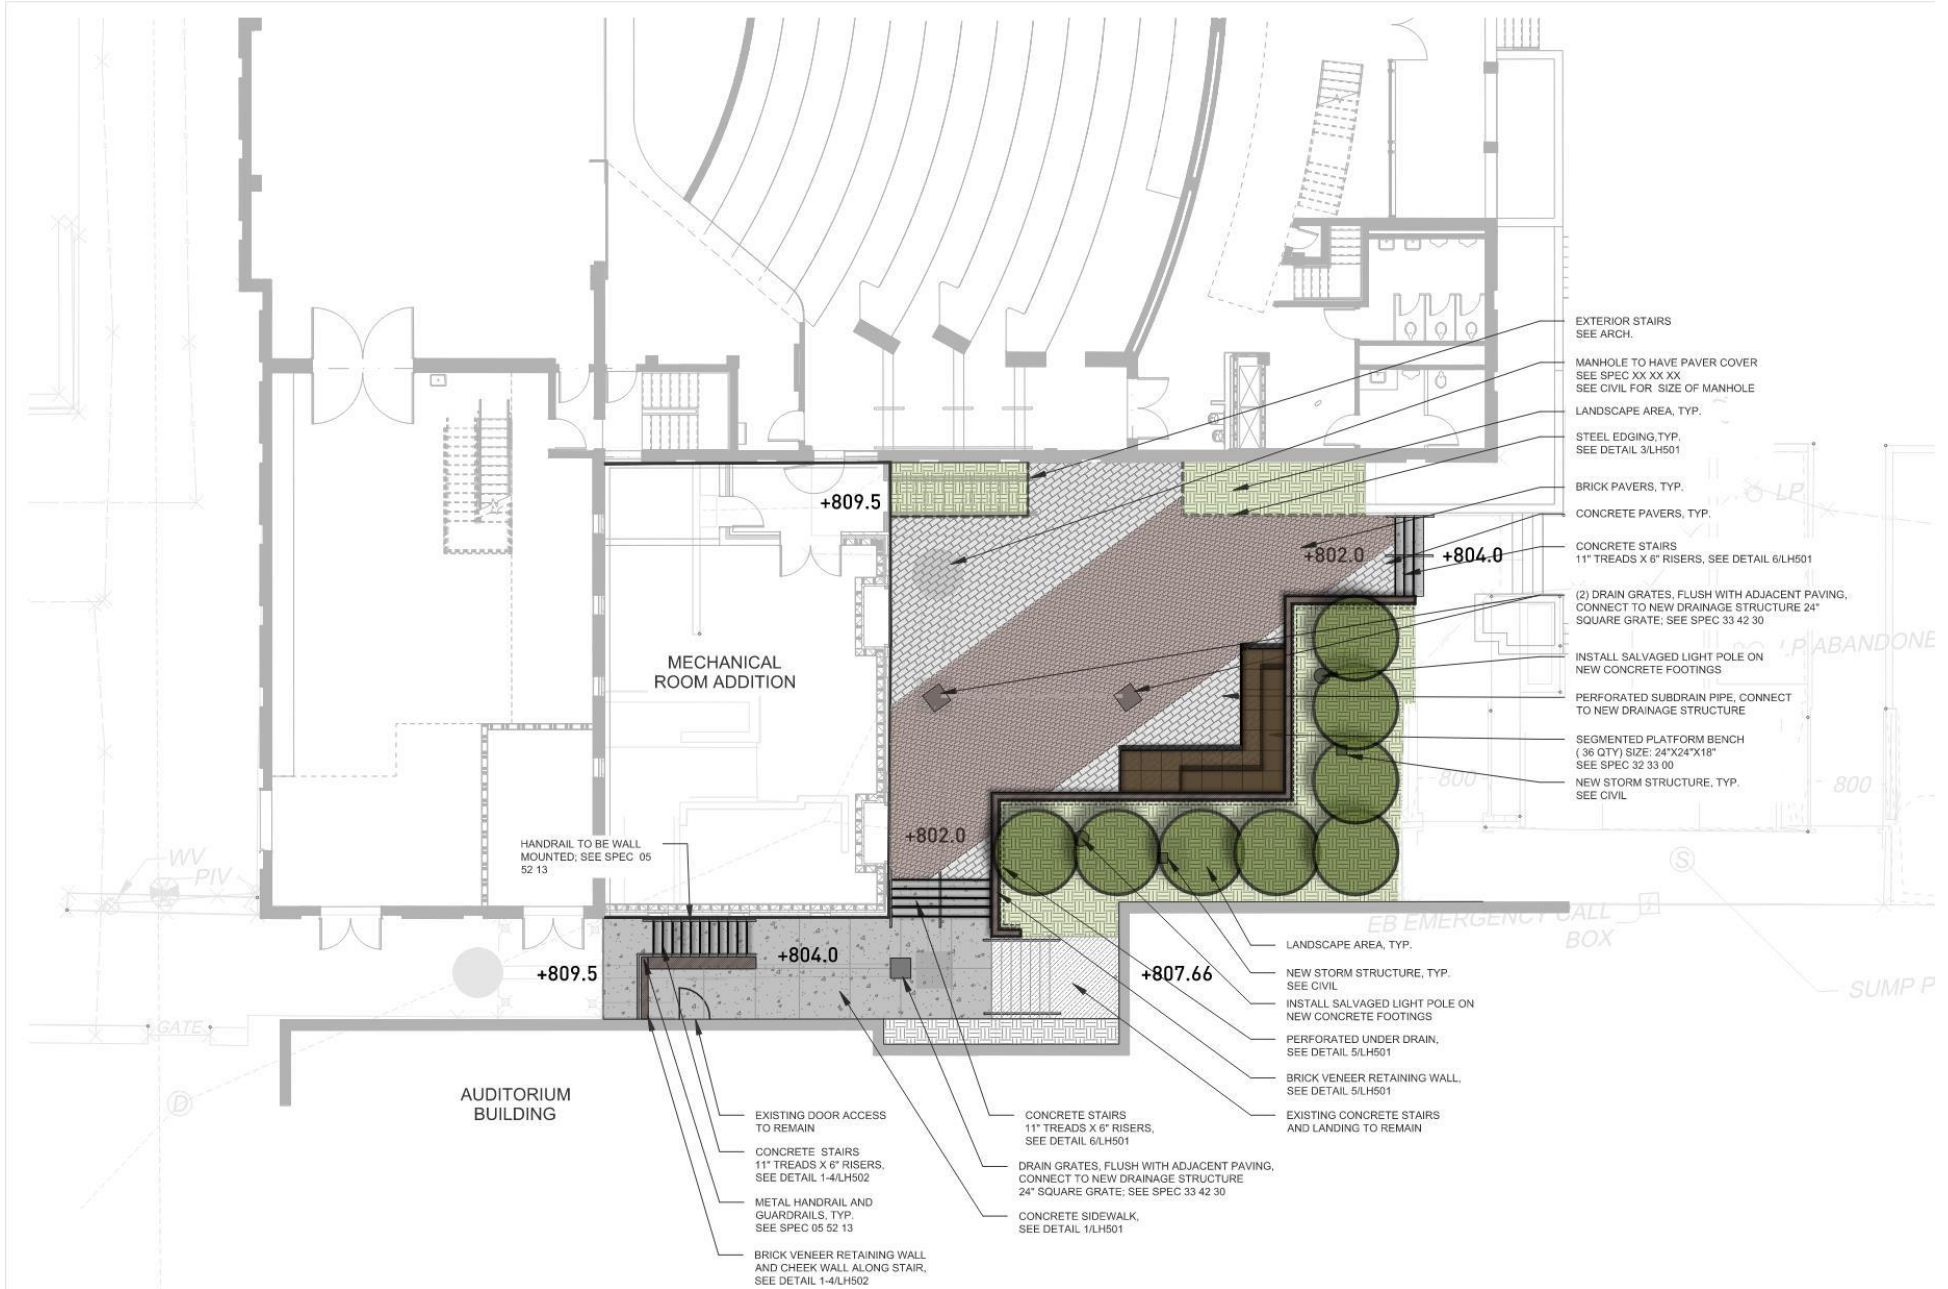 EXTERIOR STAIRS
SEE ARCH.
MANHOLE TO HAVE PAVER COVER
SEE SPEC XX XX XX
SEE CIVIL FOR SIZE OF MANHOLE
LANDSCAPE AREA, TYP.
STEEL EDGING,TYP.
SEE DETAIL 3/LH501
BRICK PAVERS, TYP.
CONCRETE PAVERS, TYP.
CONCRETE STAIRS
11" TREADS X 6" RISERS, SEE DETAIL 6/LH501
(2) DRAIN GRATES, FLUSH WITH ADJACENT PAVING,
CONNECT TO NEW DRAINAGE STRUCTURE 24"
SQUARE GRATE; SEE SPEC 33 42 30
INSTALL SALVAGED LIGHT POLE ON
NEW CONCRETE FOOTINGS
PERFORATED SUBDRAIN PIPE, CONNECT
TO NEW DRAINAGE STRUCTURE
SEGMENTED PLATFORM BENCH
( 36 QTY) SIZE: 24"X24"X18"
SEE SPEC 32 33 00
NEW STORM STRUCTURE, TYP.
SEE CIVIL
LP
LP ABANDONE
800
800
+809.5
+802.0
+804.0
MECHANICAL
ROOM ADDITION
+802.0
HANDRAIL TO BE WALL
MOUNTED; SEE SPEC 05
52 13
WV
PIV
S
EB EMERGENCY CALL
BOX
SUMP P
+809.5
+804.0
+807.66
GATE
D
AUDITORIUM
BUILDING
LANDSCAPE AREA, TYP.
NEW STORM STRUCTURE, TYP.
SEE CIVIL
INSTALL SALVAGED LIGHT POLE ON
NEW CONCRETE FOOTINGS
PERFORATED UNDER DRAIN,
SEE DETAIL 5/LH501
BRICK VENEER RETAINING WALL,
SEE DETAIL 5/LH501
EXISTING CONCRETE STAIRS
AND LANDING TO REMAIN
EXISTING DOOR ACCESS
TO REMAIN
CONCRETE STAIRS
11" TREADS X 6" RISERS,
SEE DETAIL 1-4/LH502
METAL HANDRAIL AND
GUARDRAILS, TYP.
SEE SPEC 05 52 13
BRICK VENEER RETAINING WALL
AND CHEEK WALL ALONG STAIR,
SEE DETAIL 1-4/LH502
CONCRETE STAIRS
11" TREADS X 6" RISERS,
SEE DETAIL 6/LH501
DRAIN GRATES, FLUSH WITH ADJACENT PAVING,
CONNECT TO NEW DRAINAGE STRUCTURE
24" SQUARE GRATE; SEE SPEC 33 42 30
CONCRETE SIDEWALK,
SEE DETAIL 1/LH501